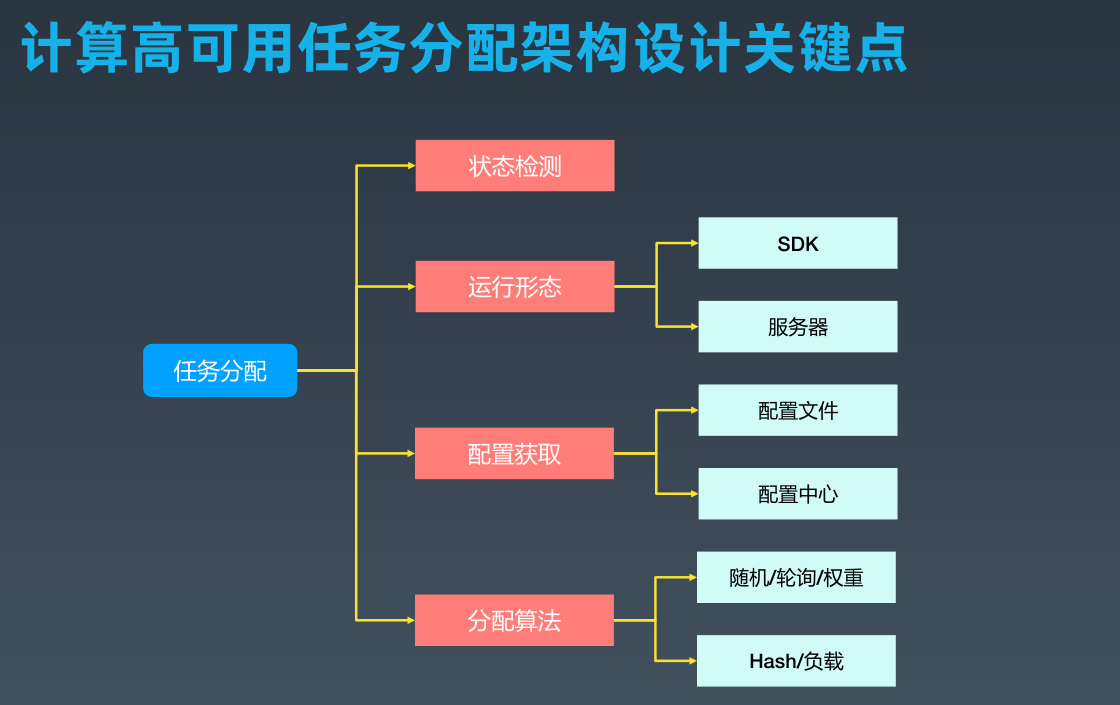 计算高可用任务分配架构设计关键点
状态检测
SDK
运行形态
服务器
任务分配
配置文件
配置获取
配置中心
随机/轮询/权重
分配算法
Hash/负载